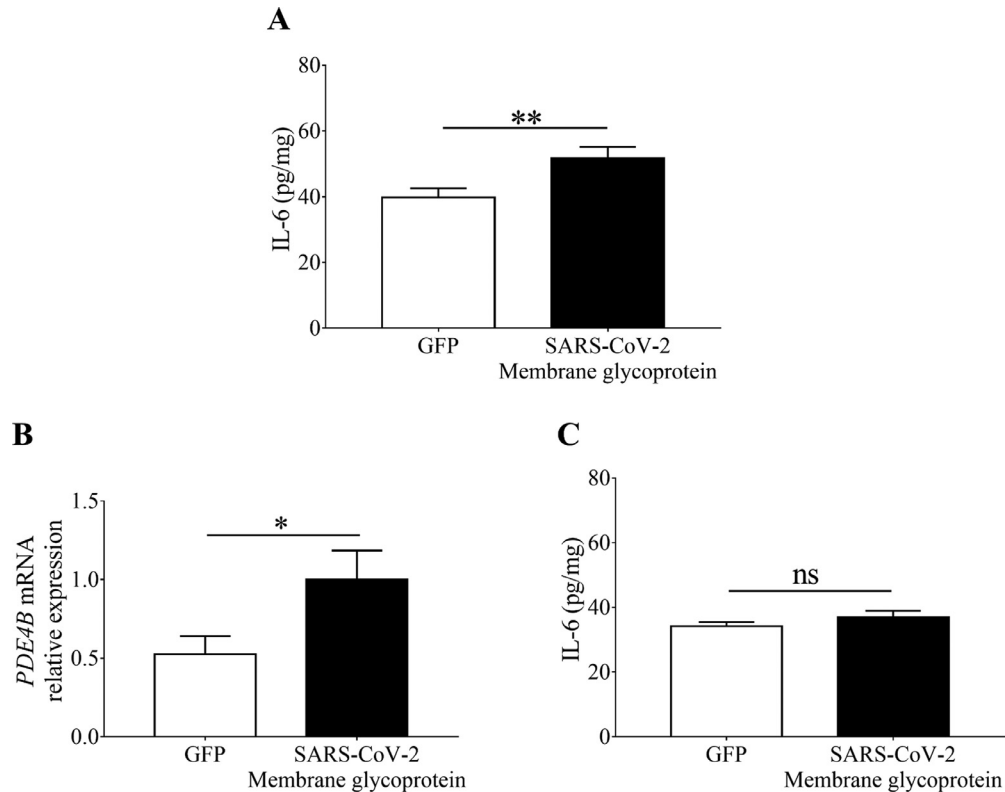 A
80
60
40
20
0
IL-6 (pg/mg)
**
GFP
SARS-CoV-2
Membrane glycoprotein
B
1.5
1.0
0.5
0.0
PDE4B mRNA
relative expression
*
GFP
SARS-CoV-2
Membrane glycoprotein
C
80
60
40
20
0
IL-6 (pg/mg)
ns
GFP
SARS-CoV-2
Membrane glycoprotein